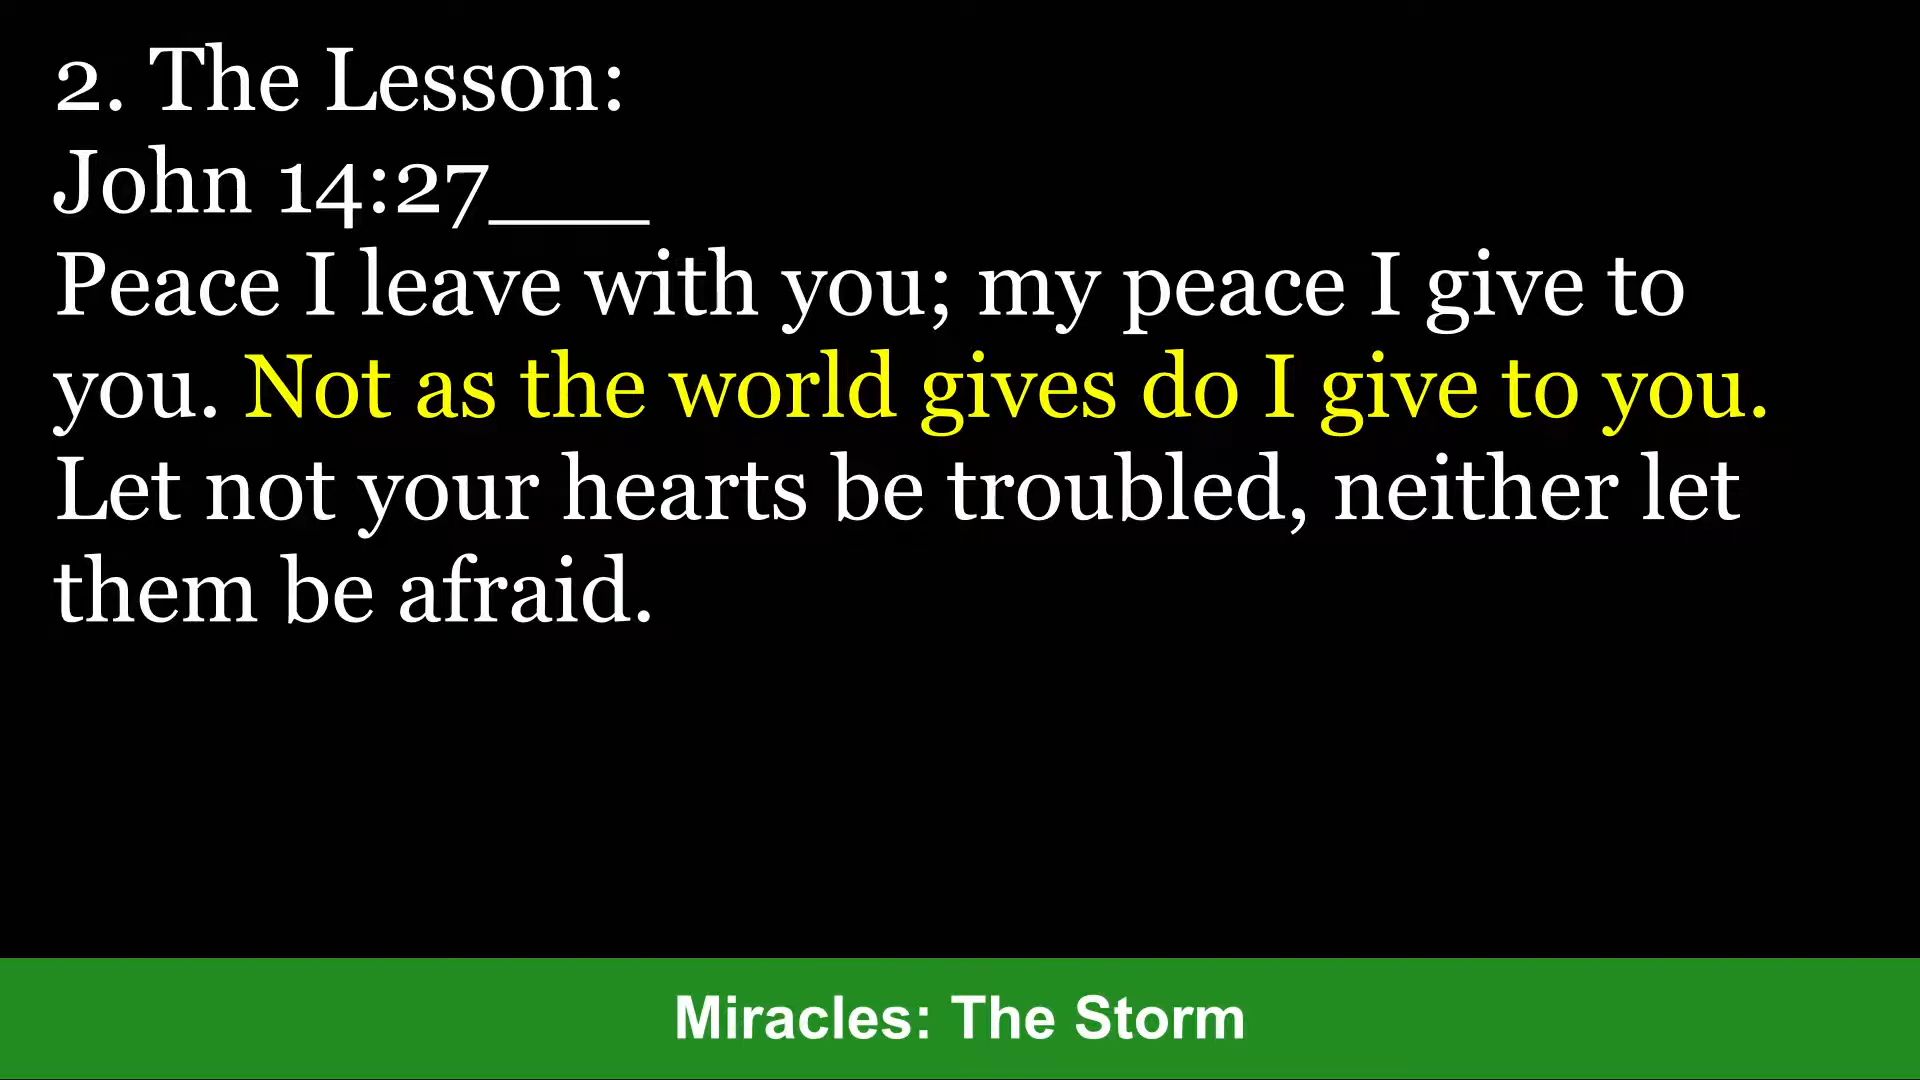 2. The Lesson:
John 14:27___
Peace I leave with you; my peace I give to
you. Not as the world gives do I give to you.
Let not your hearts be troubled, neither let
them be afraid.
Miracles: The Storm